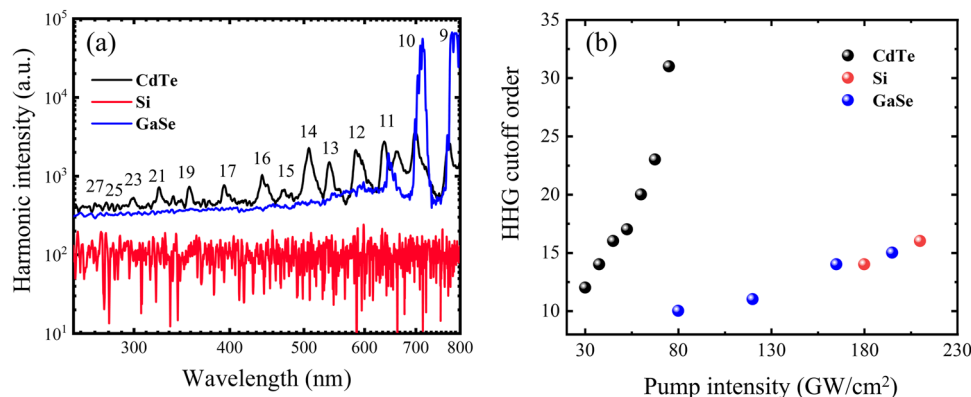 (a)
CdTe
Si
GaSe
10
9
14
13
12
11
16
15
17
19
21
23
25
27
10⁵
10⁴
10³
10²
10¹
Harmonic intensity (a.u.)
300 400 500 600 700 800
Wavelength (nm)
(b)
CdTe
Si
GaSe
35
30
25
20
15
10
HHG cutoff order
30 80 130 180 230
Pump intensity (GW/cm²)